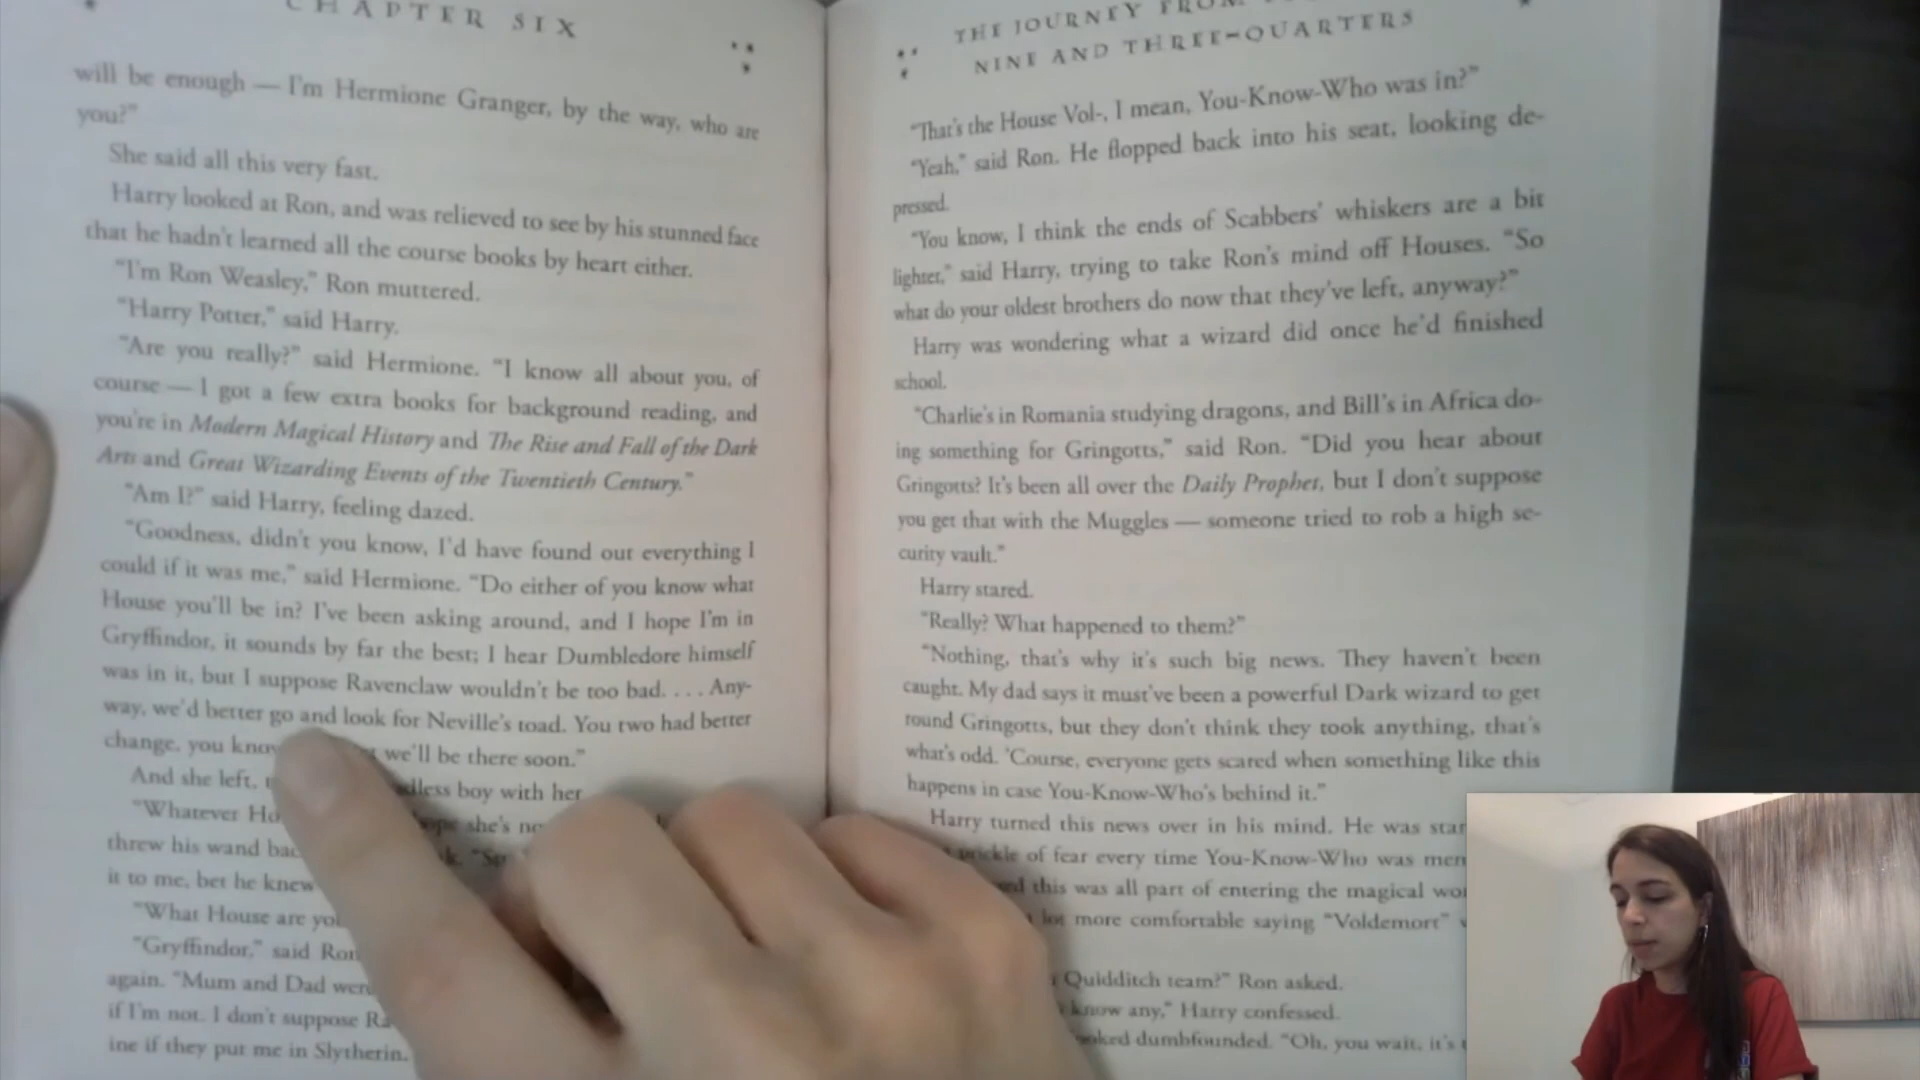 CHAPTER SIX
will be enough — I'm Hermione Granger, by the way, who are
you?"
She said all this very fast.
Harry looked at Ron, and was relieved to see by his stunned face
that he hadn't learned all the course books by heart either.
"I'm Ron Weasley," Ron muttered.
"Harry Potter," said Harry.
"Are you really?" said Hermione. "I know all about you, of
course — I got a few extra books for background reading, and
you're in Modern Magical History and The Rise and Fall of the Dark
Arts and Great Wizarding Events of the Twentieth Century."
"Am I?" said Harry, feeling dazed.
"Goodness, didn't you know, I'd have found out everything I
could if it was me," said Hermione. "Do either of you know what
House you'll be in? I've been asking around, and I hope I'm in
Gryffindor, it sounds by far the best; I hear Dumbledore himself
was in it, but I suppose Ravenclaw wouldn't be too bad. . . . Any-
way, we'd better go and look for Neville's toad. You two had better
change, you know we'll be there soon."
And she left, boy with her
"Whatever she's
threw his wand
it to me, bet he knew
"What House are
"Gryffindor," said Ron
again. "Mum and Dad
if I'm not. I don't suppose
ine if they put me in Slytherin.
THE JOURNEY
NINE AND THREE-QUARTERS
"That's the House Vol-, I mean, You-Know-Who was in?"
"Yeah," said Ron. He flopped back into his seat, looking de-
pressed.
"You know, I think the ends of Scabbers' whiskers are a bit
lighter," said Harry, trying to take Ron's mind off Houses. "So
what do your oldest brothers do now that they've left, anyway?"
Harry was wondering what a wizard did once he'd finished
school.
"Charlie's in Romania studying dragons, and Bill's in Africa do-
ing something for Gringotts," said Ron. "Did you hear about
Gringotts? It's been all over the Daily Prophet, but I don't suppose
you get that with the Muggles — someone tried to rob a high se-
curity vault."
Harry stared.
"Really? What happened to them?"
"Nothing, that's why it's such big news. They haven't been
caught. My dad says it must've been a powerful Dark wizard to get
round Gringotts, but they don't think they took anything, that's
what's odd. 'Course, everyone gets scared when something like this
happens in case You-Know-Who's behind it."
Harry turned this news over in his mind. He was
of fear every time You-Know-Who was
this was all part of entering the magical
lot more comfortable saying "Voldemort"
Quidditch team?" Ron asked.
know any," Harry confessed.
dumbfounded. "Oh, you wait, it's